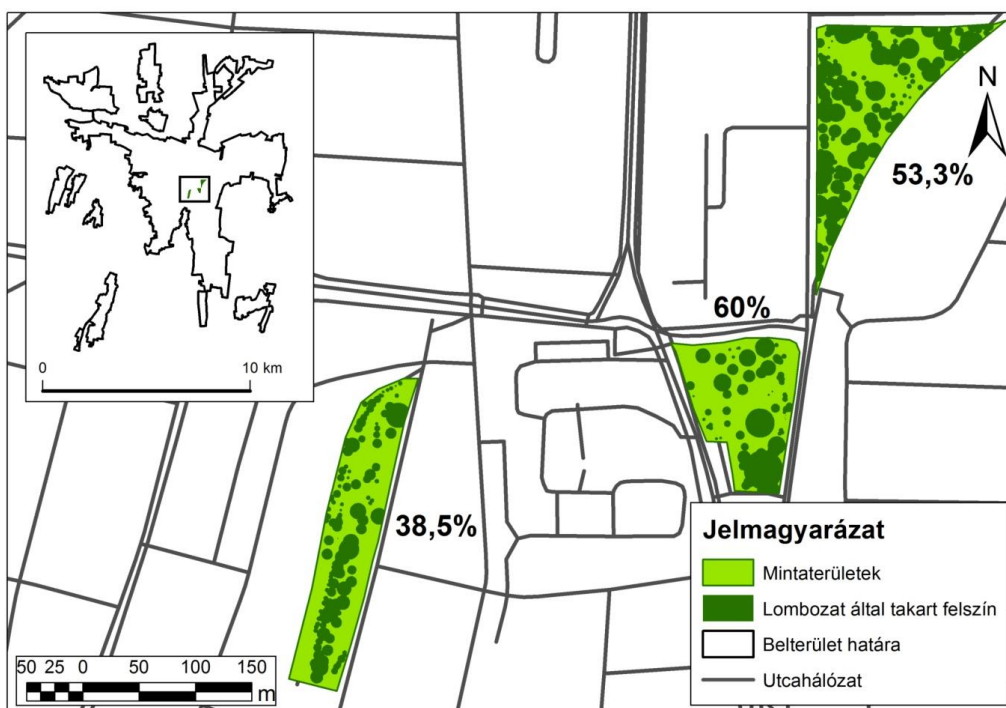 N
53,3%
60%
0 10 km
38,5%
Jelmagyarázat
Mintaterületek
Lombozat által takart felszín
Belterület határa
Utcahálózat
50 25 0 50 100 150
m